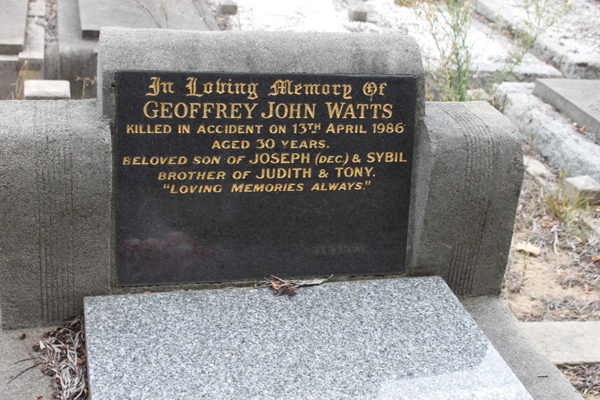 In Loving Memory Of
GEOFFREY JOHN WATTS
KILLED IN ACCIDENT ON 13TH APRIL 1986
AGED 30 YEARS.
BELOVED SON OF JOSEPH (DEC.) & SYBIL
BROTHER OF JUDITH & TONY.
"LOVING MEMORIES ALWAYS."